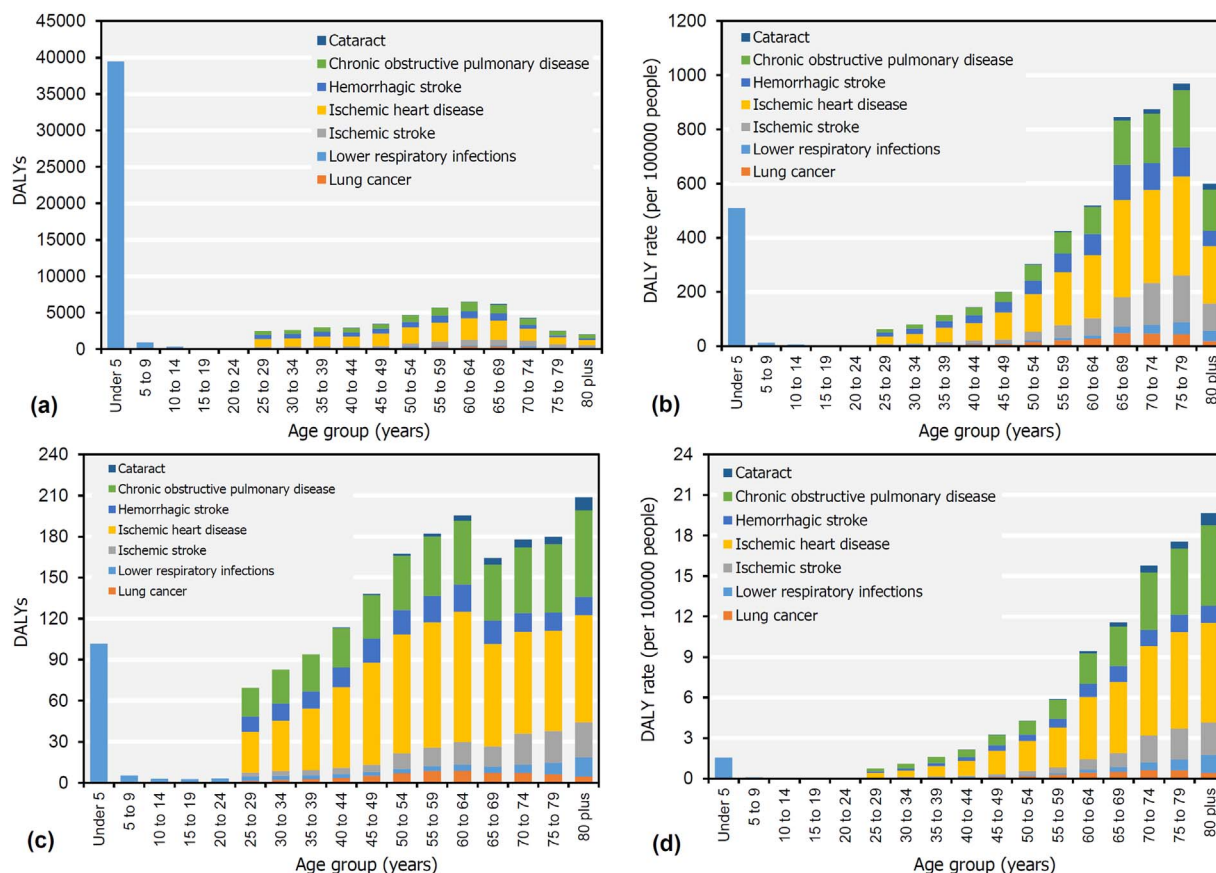 45000
40000
35000
30000
25000
20000
15000
10000
5000
0
DALYs
Cataract
Chronic obstructive pulmonary disease
Hemorrhagic stroke
Ischemic heart disease
Ischemic stroke
Lower respiratory infections
Lung cancer
Under 5
5 to 9
10 to 14
15 to 19
20 to 24
25 to 29
30 to 34
35 to 39
40 to 44
45 to 49
50 to 54
55 to 59
60 to 64
65 to 69
70 to 74
75 to 79
80 plus
(a)
Age group (years)
1200
1000
800
600
400
200
0
DALY rate (per 100000 people)
Cataract
Chronic obstructive pulmonary disease
Hemorrhagic stroke
Ischemic heart disease
Ischemic stroke
Lower respiratory infections
Lung cancer
Under 5
5 to 9
10 to 14
15 to 19
20 to 24
25 to 29
30 to 34
35 to 39
40 to 44
45 to 49
50 to 54
55 to 59
60 to 64
65 to 69
70 to 74
75 to 79
80 plus
(b)
Age group (years)
240
210
180
150
120
90
60
30
0
DALYs
Cataract
Chronic obstructive pulmonary disease
Hemorrhagic stroke
Ischemic heart disease
Ischemic stroke
Lower respiratory infections
Lung cancer
Under 5
5 to 9
10 to 14
15 to 19
20 to 24
25 to 29
30 to 34
35 to 39
40 to 44
45 to 49
50 to 54
55 to 59
60 to 64
65 to 69
70 to 74
75 to 79
80 plus
(c)
Age group (years)
24
21
18
15
12
9
6
3
0
DALY rate (per 100000 people)
Cataract
Chronic obstructive pulmonary disease
Hemorrhagic stroke
Ischemic heart disease
Ischemic stroke
Lower respiratory infections
Lung cancer
Under 5
5 to 9
10 to 14
15 to 19
20 to 24
25 to 29
30 to 34
35 to 39
40 to 44
45 to 49
50 to 54
55 to 59
60 to 64
65 to 69
70 to 74
75 to 79
80 plus
(d)
Age group (years)